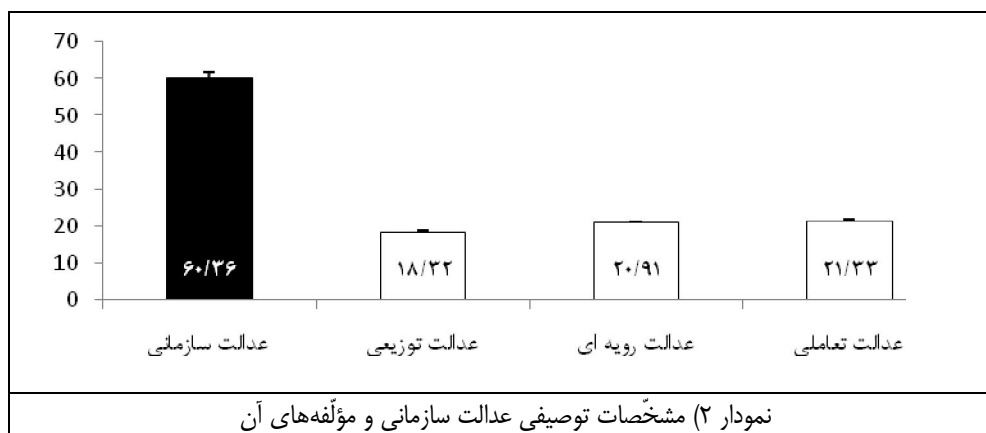 70
60
50
40
30
20
10
0
۶۰/۳۶
۱۸/۳۲
۲۰/۹۱
۲۱/۳۳
عدالت سازمانی
عدالت توزیعی
عدالت رویه ای
عدالت تعاملی
نمودار ۲) مشخّصات توصیفی عدالت سازمانی و مؤلّفه‌های آن